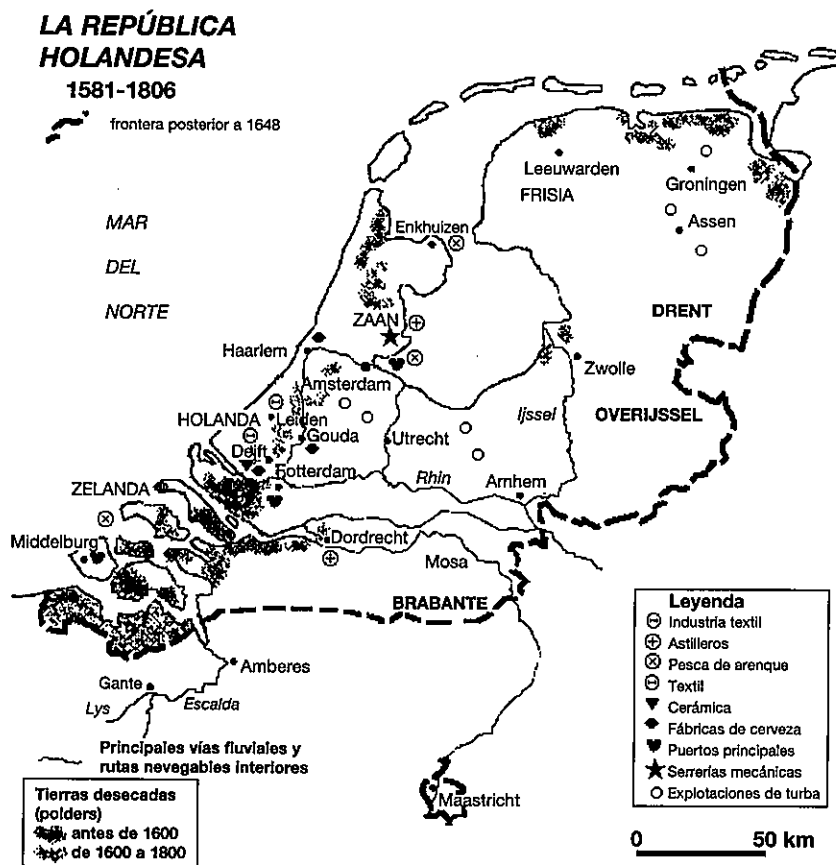 LA REPÚBLICA
HOLANDESA
1581-1806
frontera posterior a 1648
MAR
DEL
NORTE
Leeuwarden
FRISIA
Groningen
Assen
Enkhuizen
DRENT
ZAAN
Haarlem
Amsterdam
Zwolle
Ijssel
OVERIJSSEL
HOLANDA
Leiden
Gouda
Utrecht
Delft
Rotterdam
Rhin
Arnhem
ZELANDA
Middelburg
Dordrecht
Mosa
BRABANTE
Amberes
Gante
Lys
Escalda
Maastricht
Principales vías fluviales y
rutas nevegables interiores
Tierras desecadas
(polders)
antes de 1600
de 1600 a 1800
Leyenda
Industria textil
Astilleros
Pesca de arenque
Textil
Cerámica
Fábricas de cerveza
Puertos principales
Serrerías mecánicas
Explotaciones de turba
0 50 km